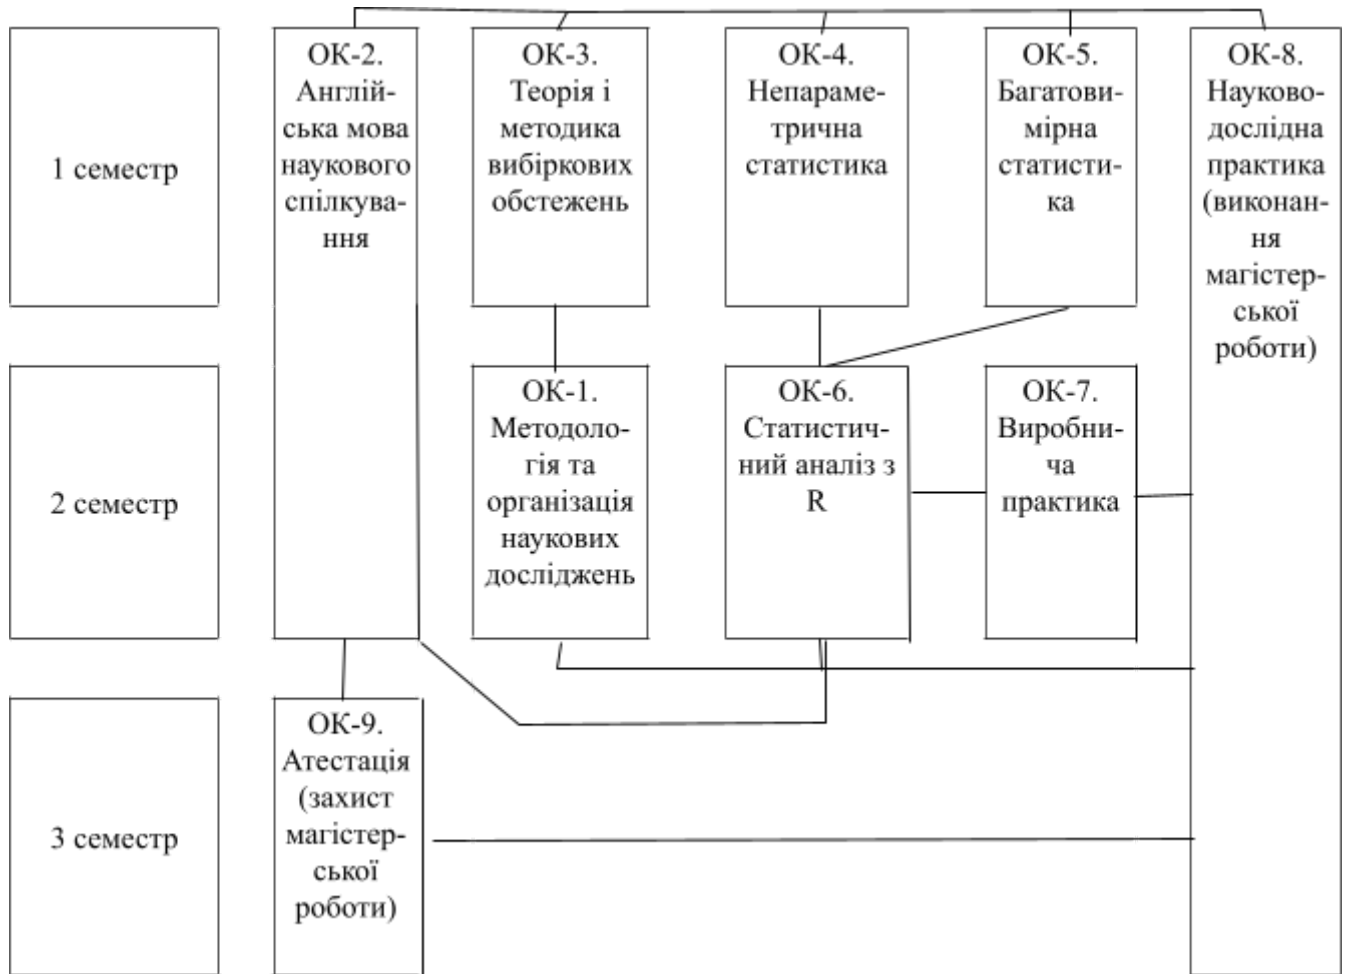 1 семестр
ОК-2.
Англій-
ська мова
наукового
спілкува-
ння
ОК-3.
Теорія і
методика
вибіркових
обстежень
ОК-4.
Непараме-
трична
статистика
ОК-5.
Багатови-
мірна
статисти-
ка
ОК-8.
Науково-
дослідна
практика
(виконан-
ня
магістер-
ської
роботи)
2 семестр
ОК-1.
Методоло-
гія та
організація
наукових
досліджень
ОК-6.
Статистич-
ний аналіз з
R
ОК-7.
Виробни-
ча
практика
3 семестр
ОК-9.
Атестація
(захист
магістер-
ської
роботи)